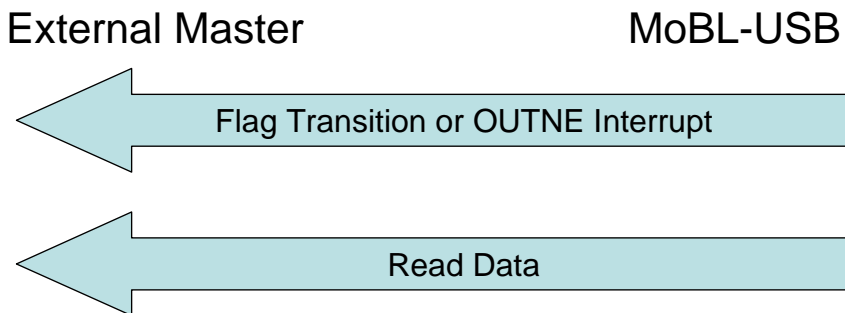 External Master MoBL-USB
Flag Transition or OUTNE Interrupt
Read Data